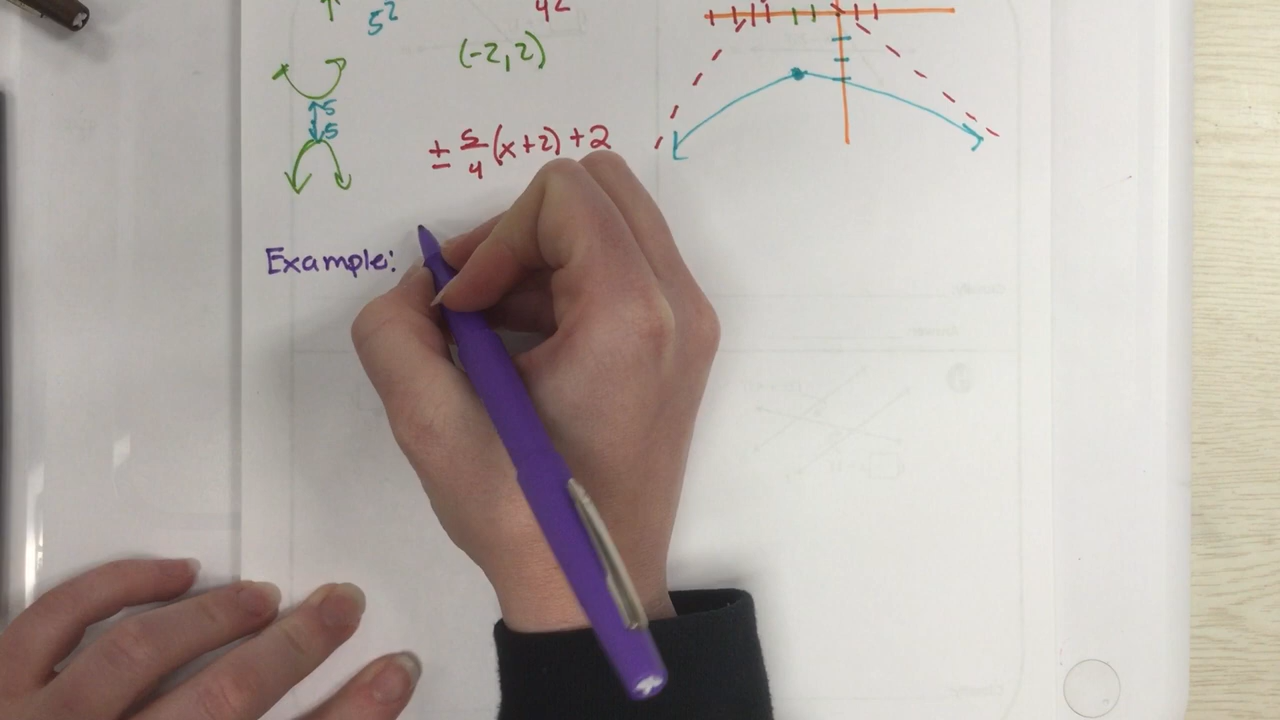 5² 4²
(-2,2)
5
5
± 5/4 (x+2) +2
Example: